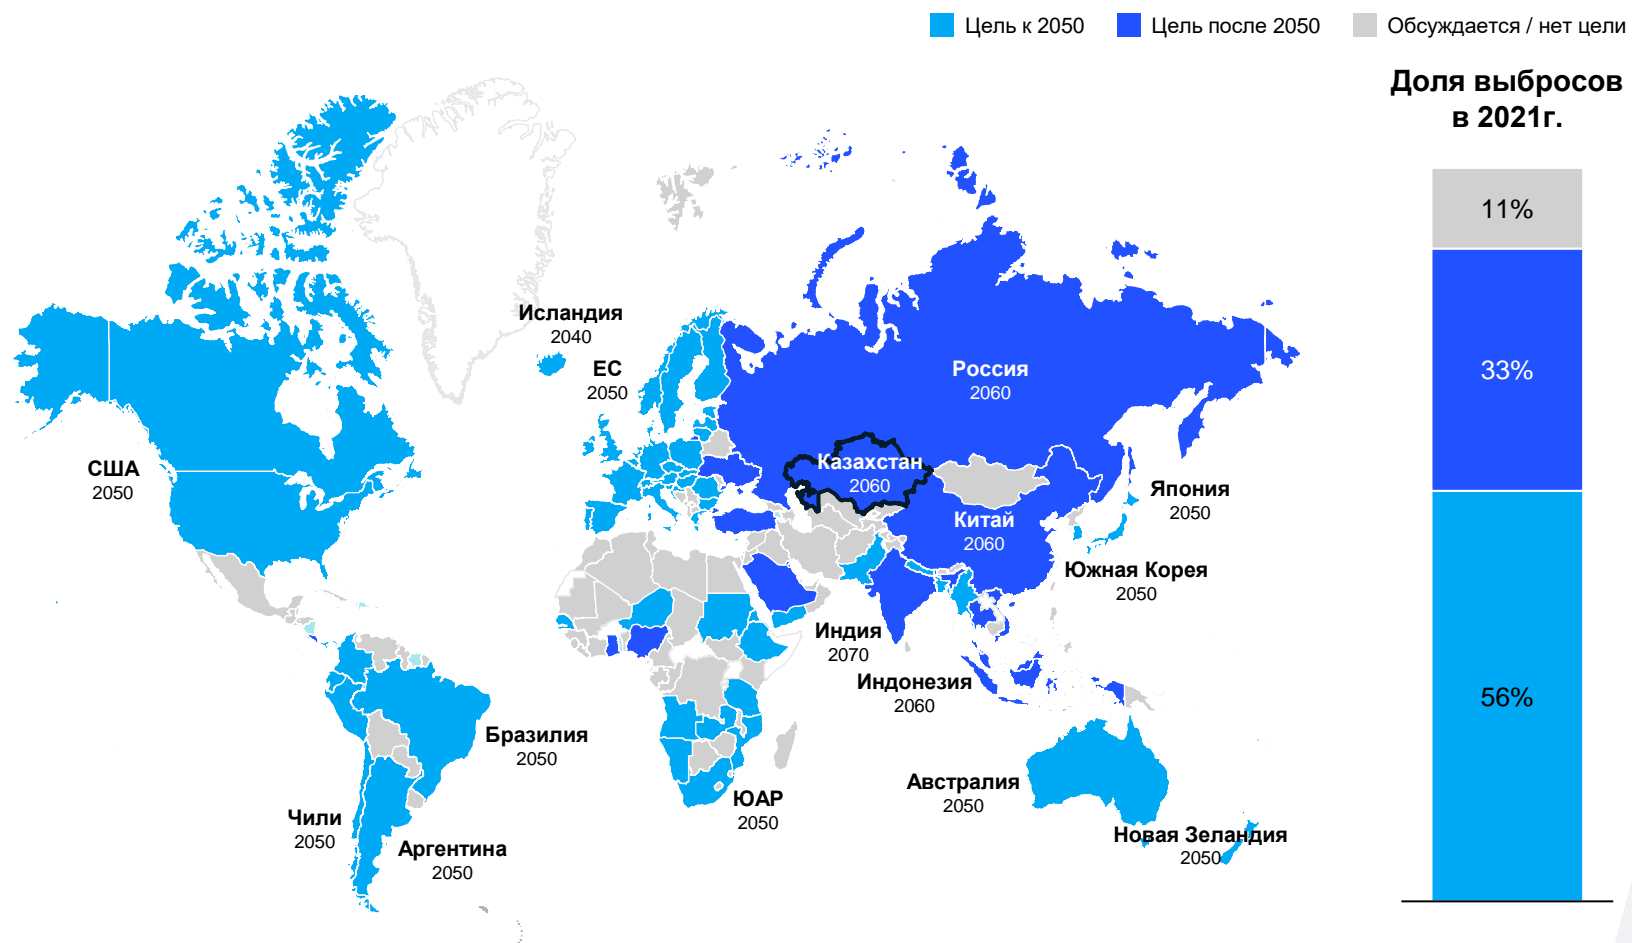 Цель к 2050
Цель после 2050
Обсуждается / нет цели
Доля выбросов
в 2021г.
11%
33%
56%
Исландия
2040
ЕС
2050
Россия
2060
США
2050
Казахстан
2060
Япония
2050
Китай
2060
Южная Корея
2050
Индия
2070
Индонезия
2060
Бразилия
2050
Австралия
2050
ЮАР
2050
Чили
2050
Аргентина
2050
Новая Зеландия
2050